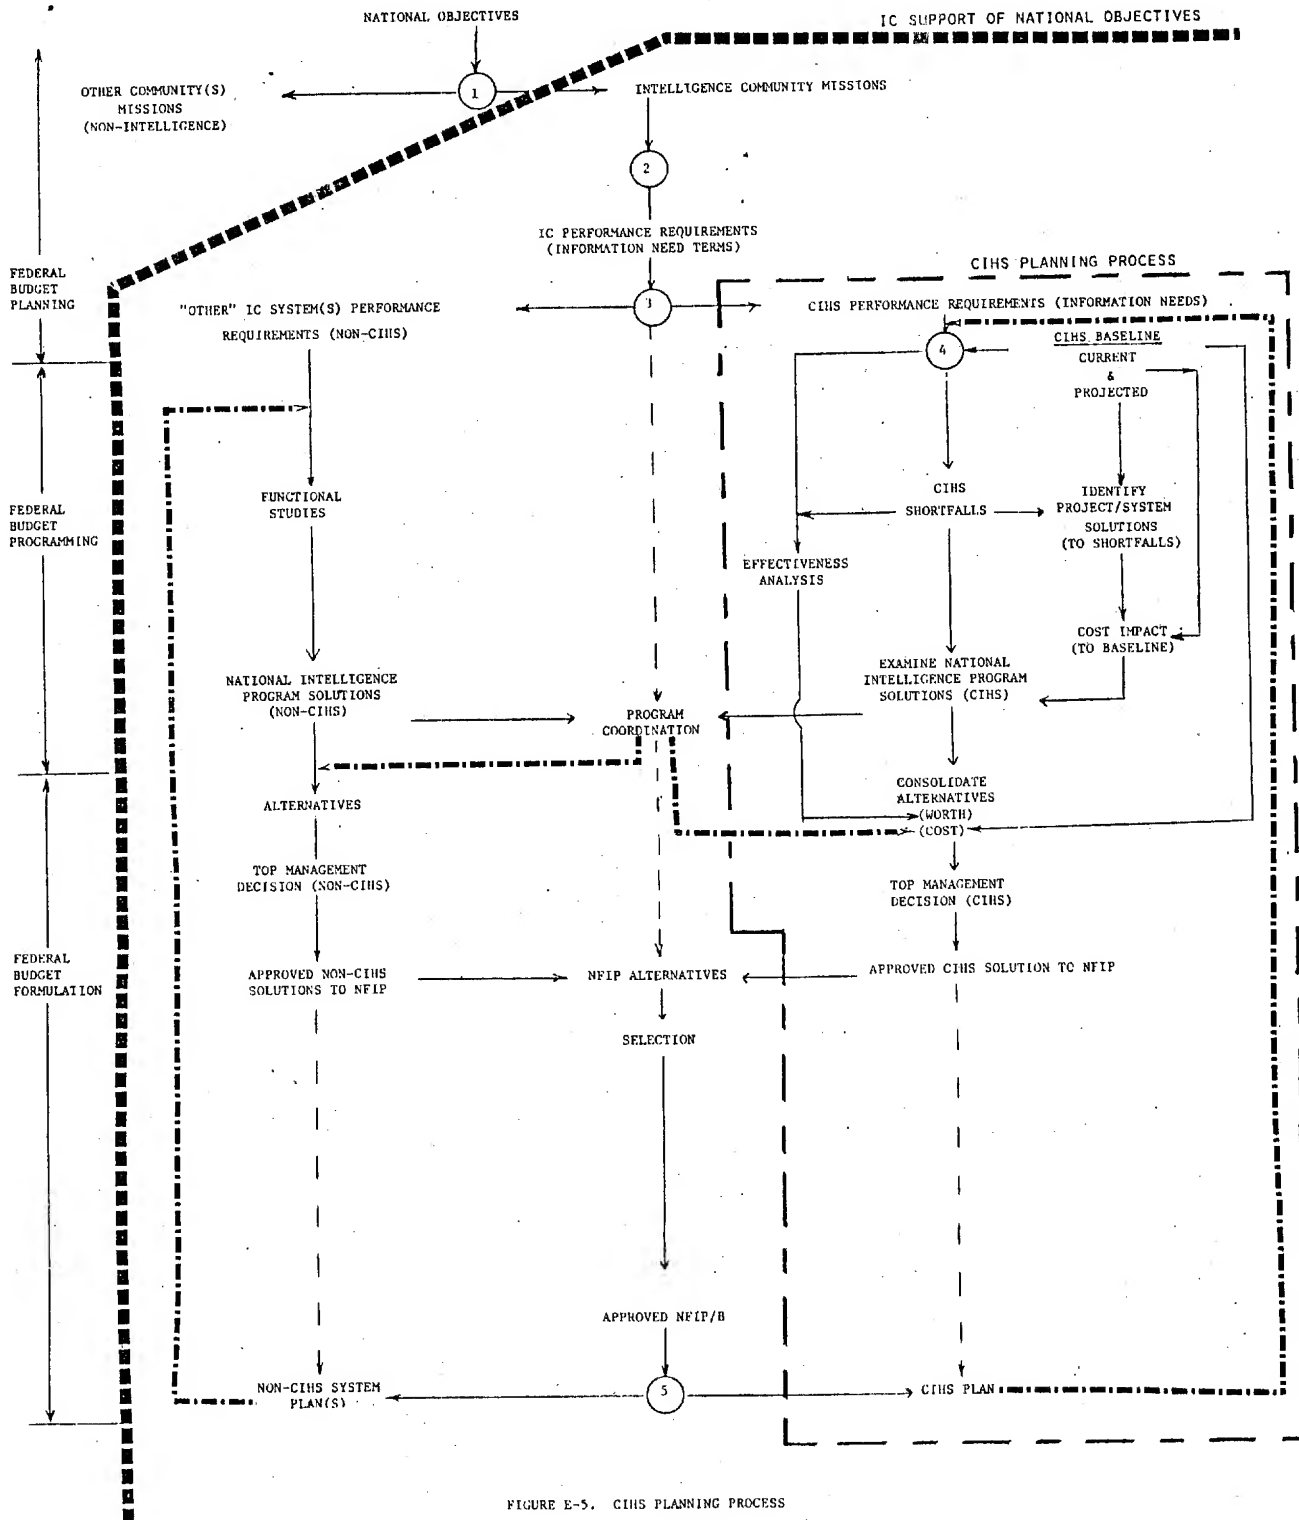 NATIONAL OBJECTIVES
IC SUPPORT OF NATIONAL OBJECTIVES
OTHER COMMUNITY(S)
MISSIONS
(NON-INTELLIGENCE)
1
INTELLIGENCE COMMUNITY MISSIONS
2
IC PERFORMANCE REQUIREMENTS
(INFORMATION NEED TERMS)
CIHS PLANNING PROCESS
FEDERAL
BUDGET
PLANNING
"OTHER" IC SYSTEM(S) PERFORMANCE
REQUIREMENTS (NON-CIHS)
3
CIHS PERFORMANCE REQUIREMENTS (INFORMATION NEEDS)
4
CIHS BASELINE
CURRENT
&
PROJECTED
FEDERAL
BUDGET
PROGRAMMING
FUNCTIONAL
STUDIES
CIHS
SHORTFALLS
IDENTIFY
PROJECT/SYSTEM
SOLUTIONS
(TO SHORTFALLS)
EFFECTIVENESS
ANALYSIS
COST IMPACT
(TO BASELINE)
NATIONAL INTELLIGENCE
PROGRAM SOLUTIONS
(NON-CIHS)
PROGRAM
COORDINATION
EXAMINE NATIONAL
INTELLIGENCE PROGRAM
SOLUTIONS (CIHS)
ALTERNATIVES
CONSOLIDATE
ALTERNATIVES
(WORTH)
(COST)
TOP MANAGEMENT
DECISION (NON-CIHS)
TOP MANAGEMENT
DECISION (CIHS)
FEDERAL
BUDGET
FORMULATION
APPROVED NON-CIHS
SOLUTIONS TO NFIP
NFIP ALTERNATIVES
APPROVED CIHS SOLUTION TO NFIP
SELECTION
APPROVED NFIP/B
NON-CIHS SYSTEM
PLAN(S)
5
CIHS PLAN
FIGURE E-5. CIHS PLANNING PROCESS